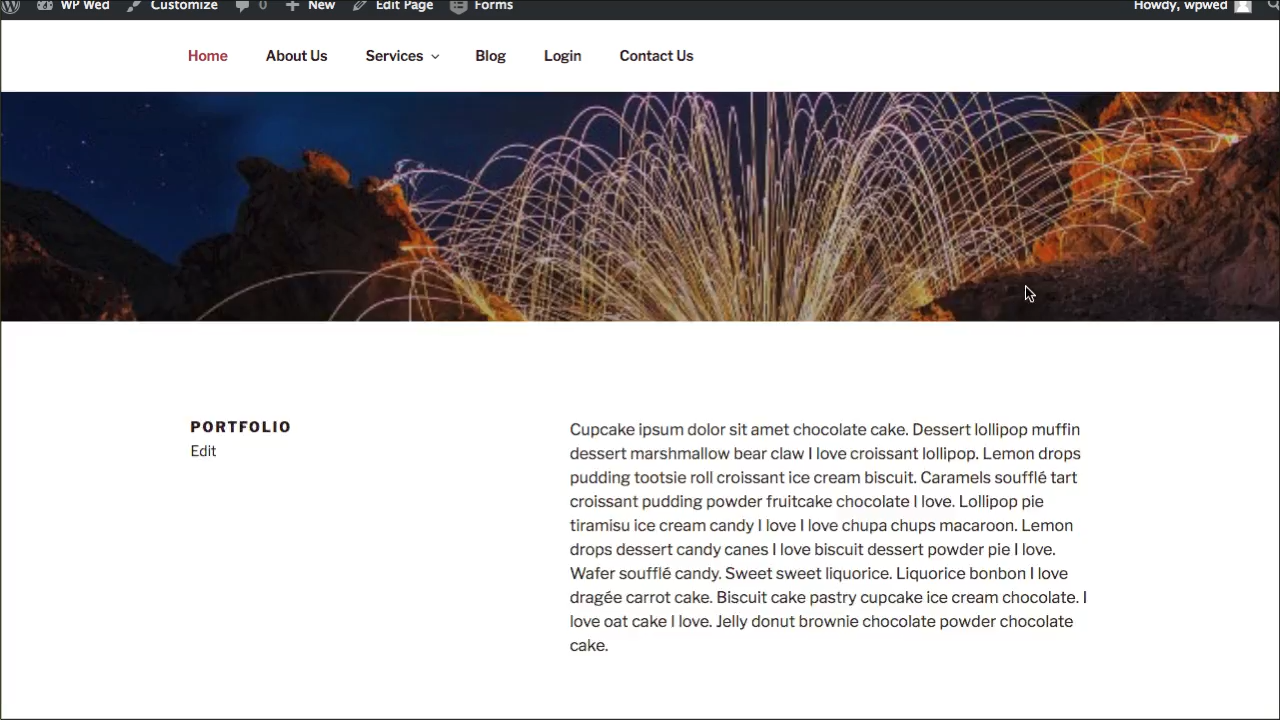 WP Wed Customize 0 New Edit Page Forms Howdy, wpwed
Home About Us Services Blog Login Contact Us
PORTFOLIO
Edit
Cupcake ipsum dolor sit amet chocolate cake. Dessert lollipop muffin
dessert marshmallow bear claw I love croissant lollipop. Lemon drops
pudding tootsie roll croissant ice cream biscuit. Caramels soufflé tart
croissant pudding powder fruitcake chocolate I love. Lollipop pie
tiramisu ice cream candy I love I love chupa chups macaroon. Lemon
drops dessert candy canes I love biscuit dessert powder pie I love.
Wafer soufflé candy. Sweet sweet liquorice. Liquorice bonbon I love
dragée carrot cake. Biscuit cake pastry cupcake ice cream chocolate. I
love oat cake I love. Jelly donut brownie chocolate powder chocolate
cake.